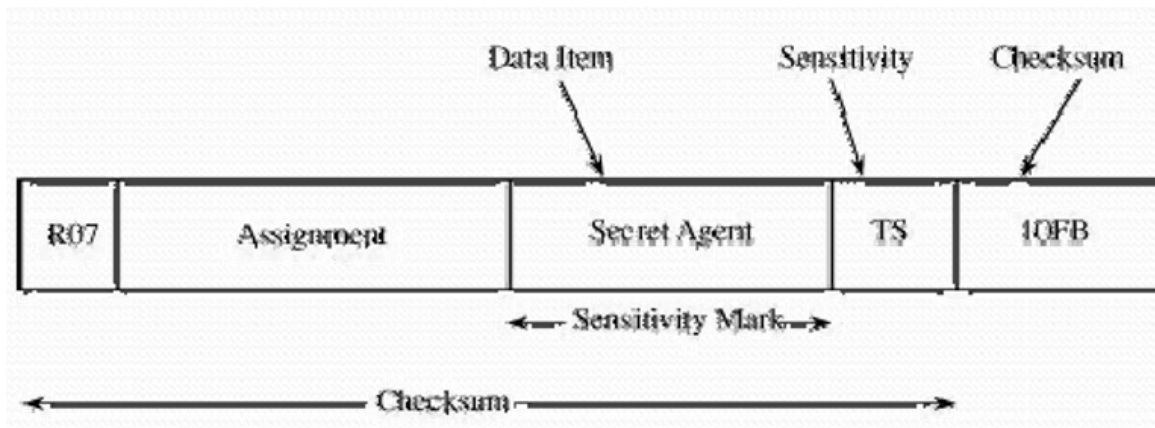 Data Item Sensitivity Checksum
R07 Assignment Secret Agent TS 10FB
Sensitivity Mark
Checksum